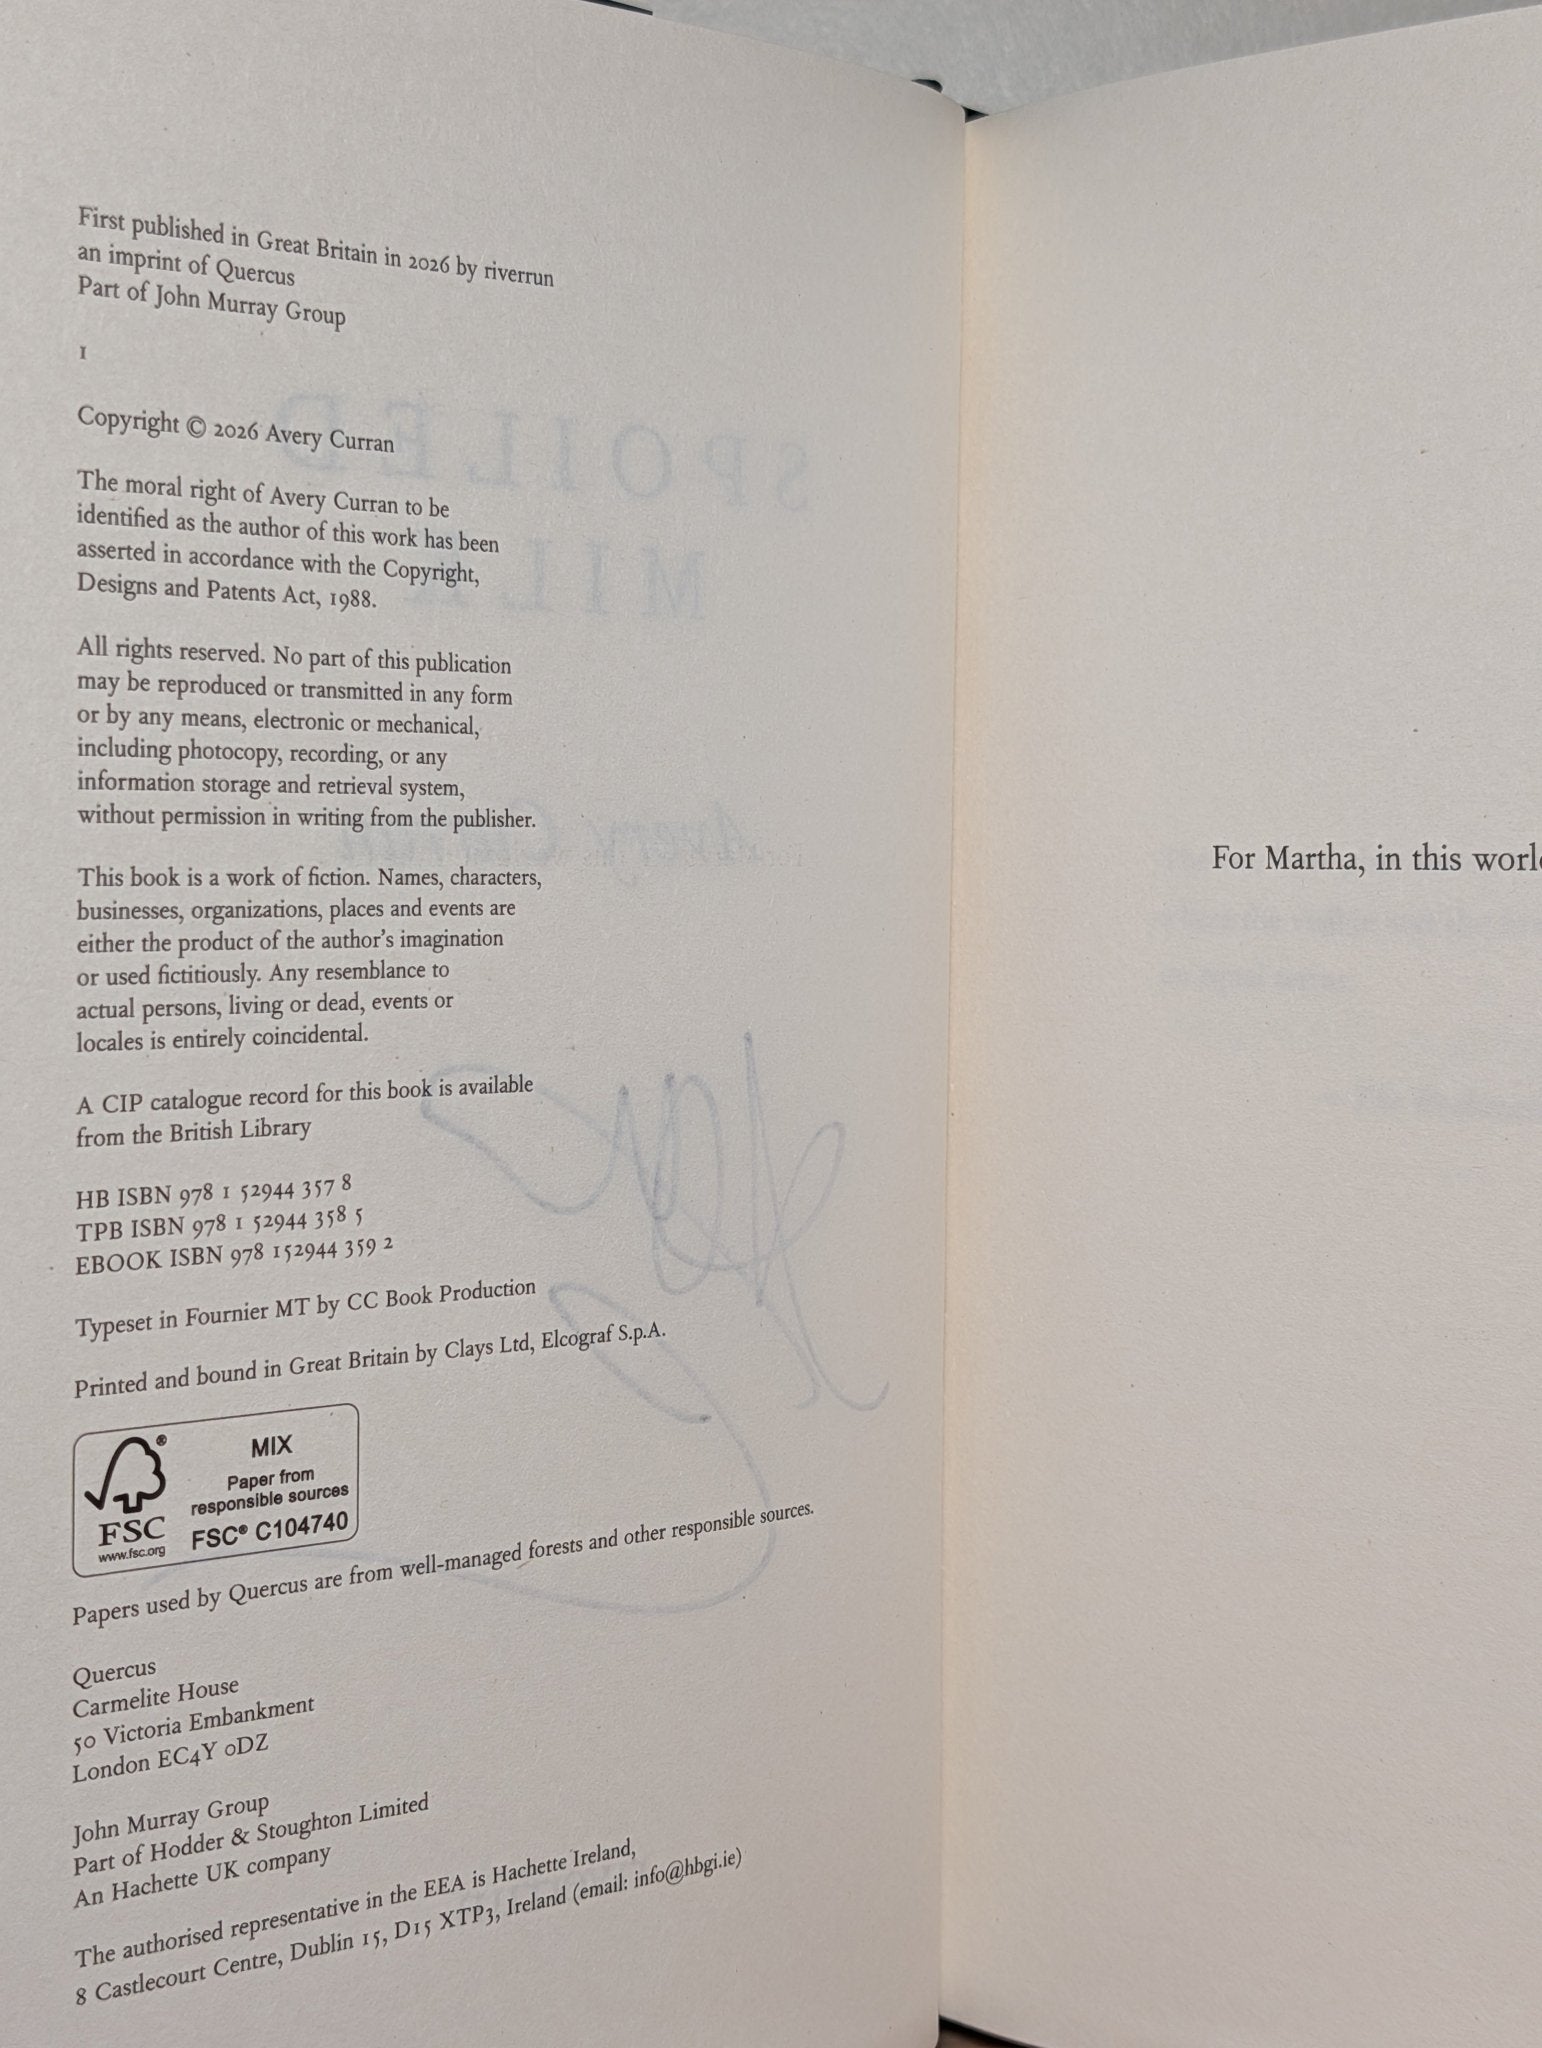 First published in Great Britain in 2026 by riverrun
an imprint of Quercus
Part of John Murray Group
1
Copyright © 2026 Avery Curran
The moral right of Avery Curran to be
identified as the author of this work has been
asserted in accordance with the Copyright,
Designs and Patents Act, 1988.
All rights reserved. No part of this publication
may be reproduced or transmitted in any form
or by any means, electronic or mechanical,
including photocopy, recording, or any
information storage and retrieval system,
without permission in writing from the publisher.
This book is a work of fiction. Names, characters,
businesses, organizations, places and events are
either the product of the author's imagination
or used fictitiously. Any resemblance to
actual persons, living or dead, events or
locales is entirely coincidental.
A CIP catalogue record for this book is available
from the British Library
HB ISBN 978 1 52944 357 8
TPB ISBN 978 1 52944 358 5
EBOOK ISBN 978 152944 359 2
Typeset in Fournier MT by CC Book Production
Printed and bound in Great Britain by Clays Ltd, Elcograf S.p.A.
MIX
Paper from
responsible sources
FSC® C104740
FSC
www.fsc.org
Papers used by Quercus are from well-managed forests and other responsible sources.
Quercus
Carmelite House
50 Victoria Embankment
London EC4Y 0DZ
John Murray Group
Part of Hodder & Stoughton Limited
An Hachette UK company
The authorised representative in the EEA is Hachette Ireland,
8 Castlecourt Centre, Dublin 15, D15 XTP3, Ireland (email: info@hbgi.ie)
SPOILED
MILK
Avery Curran
For Martha, in this